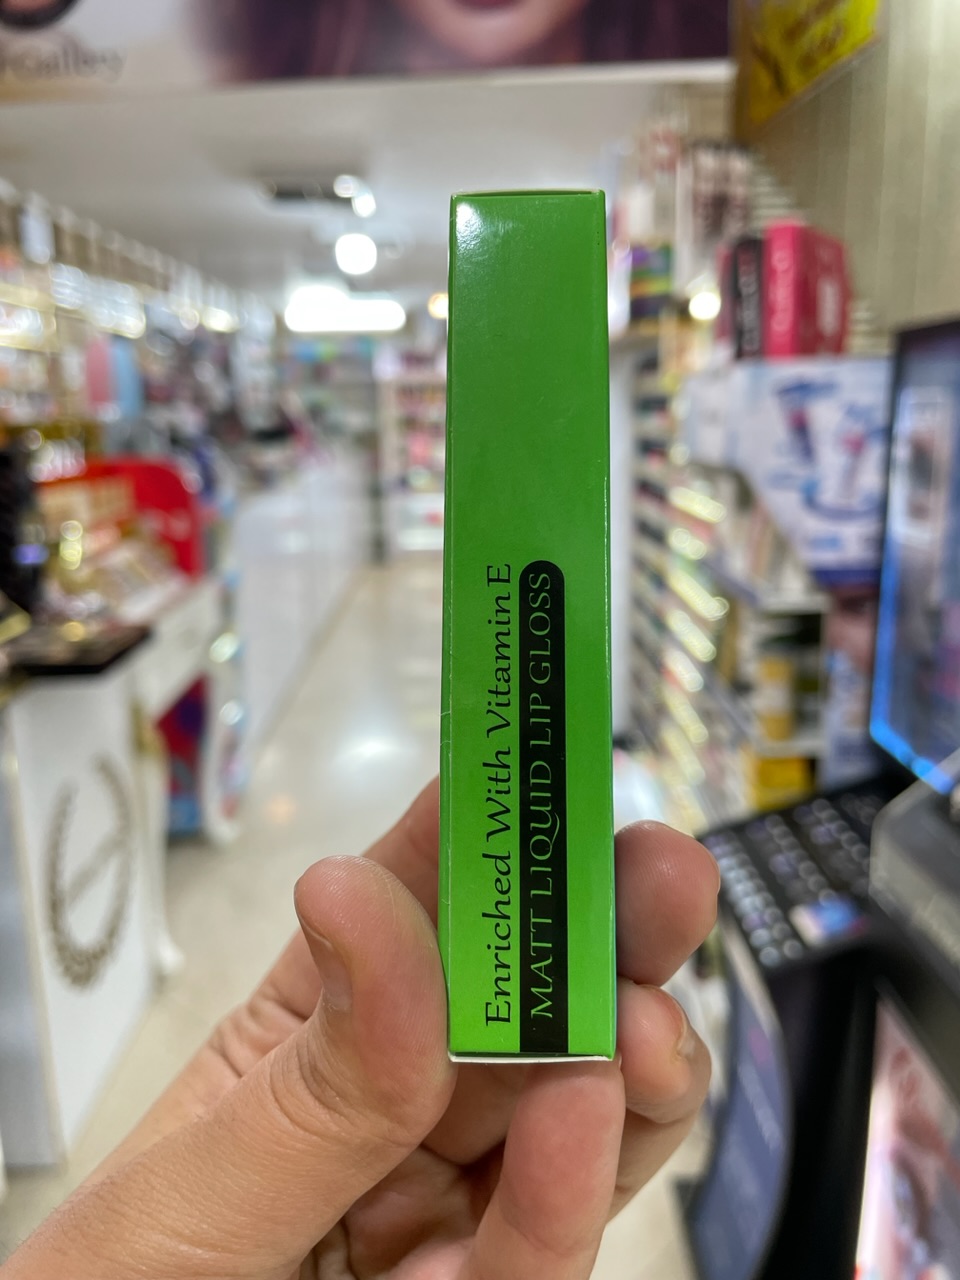 Enriched With Vitamin E
MATT LIQUID LIP GLOSS